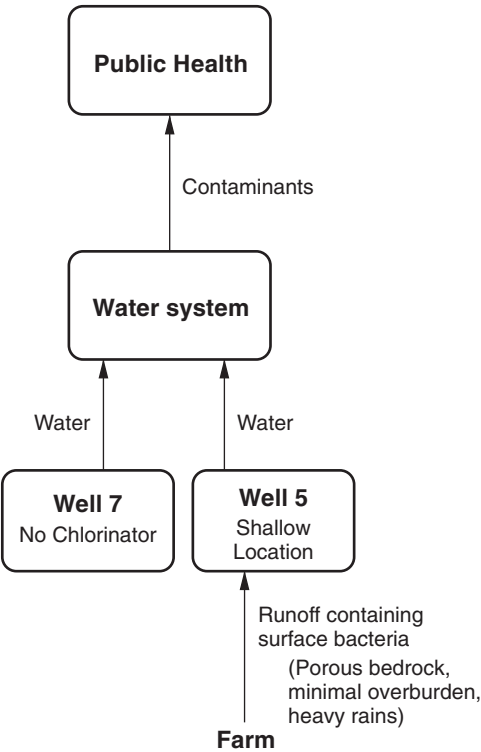 Public Health
Contaminants
Water system
Water
Water
Well 7
No Chlorinator
Well 5
Shallow
Location
Runoff containing
surface bacteria
(Porous bedrock,
minimal overburden,
heavy rains)
Farm